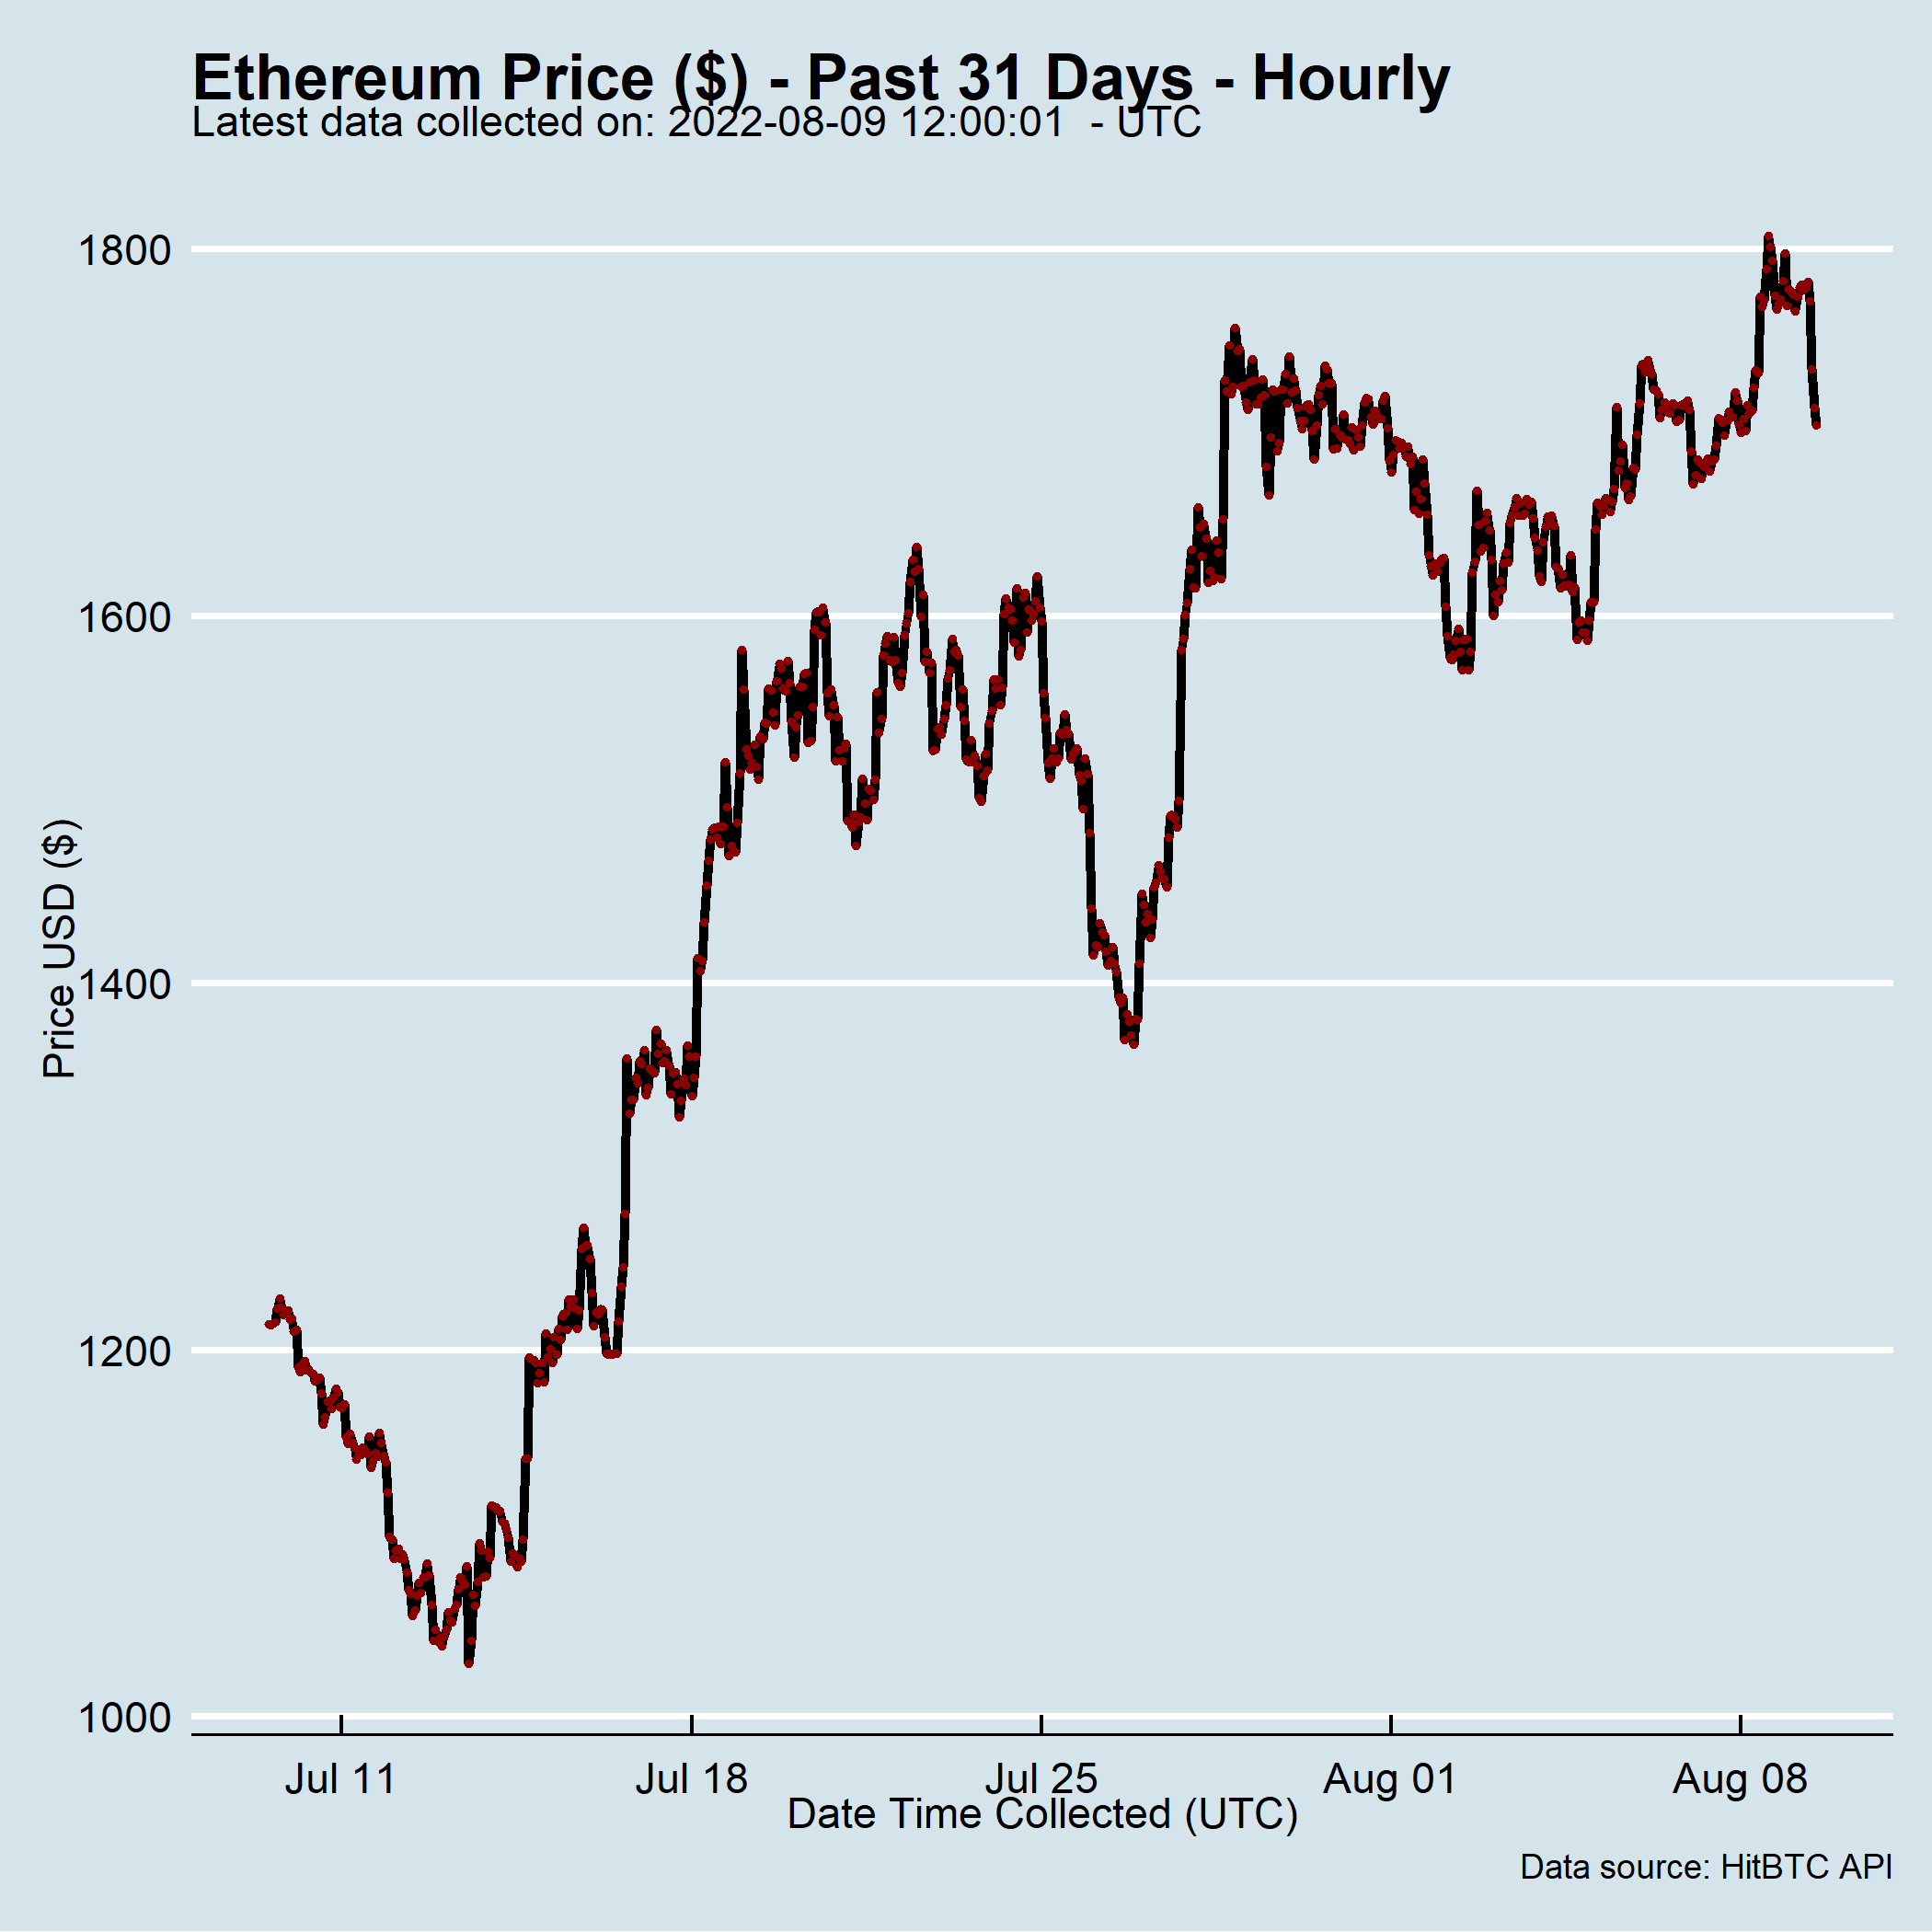 Ethereum Price ($) - Past 31 Days - Hourly
Latest data collected on: 2022-08-09 12:00:01  - UTC
Price USD ($)
1800
1600
1400
1200
1000
Jul 11
Jul 18
Jul 25
Aug 01
Aug 08
Date Time Collected (UTC)
Data source: HitBTC API